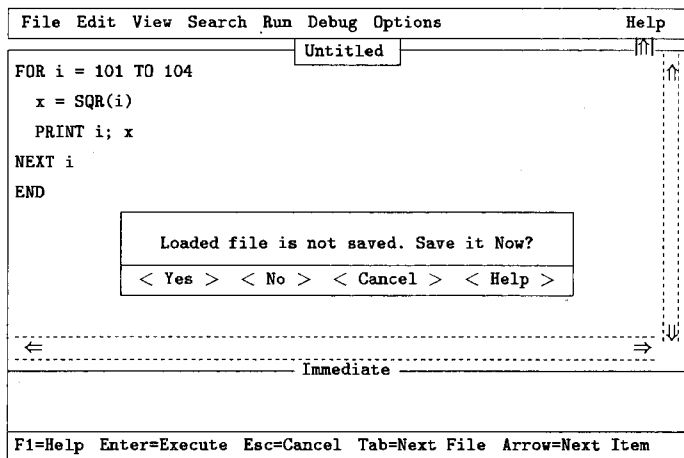 File Edit View Search Run Debug Options Help
Untitled
FOR i = 101 TO 104
x = SQR(i)
PRINT i; x
NEXT i
END
Loaded file is not saved. Save it Now?
< Yes > < No > < Cancel > < Help >
Immediate
F1=Help Enter=Execute Esc=Cancel Tab=Next File Arrow=Next Item